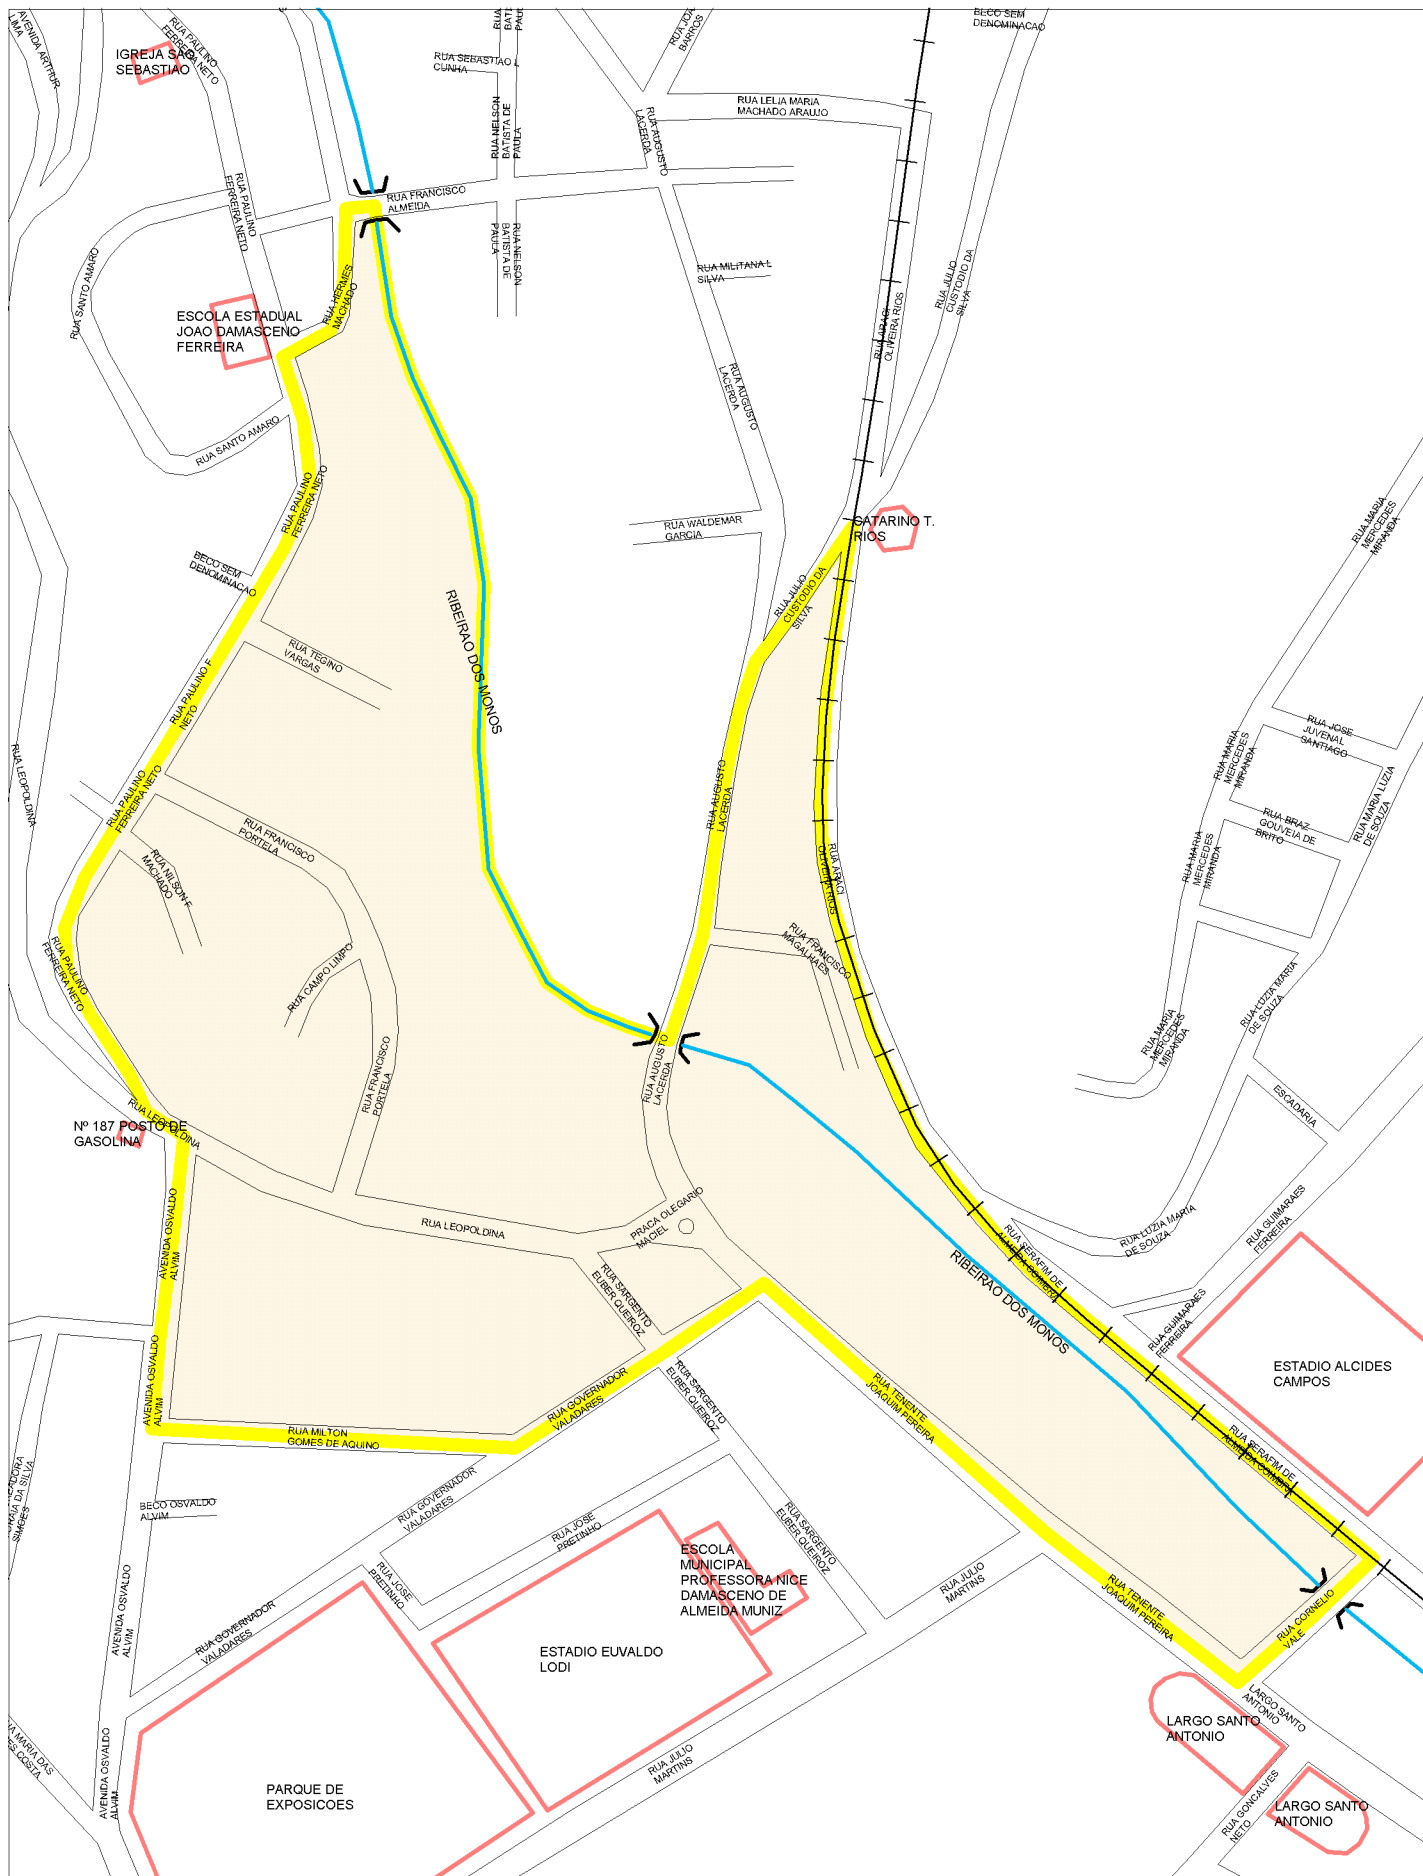 AVENIDA ARTHUR
LIMA
RUA PAULINO
FERREIRA NETO
IGREJA SAO
SEBASTIAO
RUA SEBASTIAO L
CUNHA
RUA
BATI
PAUL
RUA JOA
BARROS
BECO SEM
DENOMINACAO
RUA LELIA MARIA
MACHADO ARAUJO
RUA NELSON
BATISTA DE
PAULA
RUA AUGUSTO
LACERDA
RUA PAULINO
FERREIRA NETO
RUA FRANCISCO
ALMEIDA
RUA SANTO AMARO
RUA NELSON
BATISTA DE
PAULA
RUA MILITANA L
SILVA
RUA JULIO
CUSTODIO DA
SILVA
RUA HERMES
MACHADO
ESCOLA ESTADUAL
JOAO DAMASCENO
FERREIRA
RUA ARACI
OLIVEIRA RIOS
RUA AUGUSTO
LACERDA
RUA SANTO AMARO
RUA PAULINO
FERREIRA NETO
RUA WALDEMAR
GARCIA
CATARINO T.
RIOS
RUA MARIA
MERCEDES
MIRANDA
BECO SEM
DENOMINACAO
RUA JULIO
CUSTODIO DA
SILVA
RIBEIRAO DOS MONOS
RUA TEGINO
VARGAS
RUA PAULINO F
NETO
RUA LEOPOLDINA
RUA JOSE
JUVENAL
SANTIAGO
RUA MARIA
MERCEDES
MIRANDA
RUA PAULINO
FERREIRA NETO
RUA AUGUSTO
LACERDA
RUA BRAZ
GOUVEIA DE
BRITO
RUA MARIA LUZIA
DE SOUZA
RUA FRANCISCO
PORTELA
RUA NILSON F
MACHADO
RUA ARACI
OLIVEIRA RIOS
RUA MARIA
MERCEDES
MIRANDA
RUA PAULINO
FERREIRA NETO
RUA CAMPO LIMPO
RUA FRANCISCO
MAGALHAES
RUA LUZIA MARIA
DE SOUZA
RUA MARIA
MERCEDES
MIRANDA
RUA FRANCISCO
PORTELA
RUA AUGUSTO
LACERDA
ESCADARIA
RUA LEOPOLDINA
Nº 187 POSTO DE
GASOLINA
AVENIDA OSVALDO
ALVIM
RUA LEOPOLDINA
PRACA OLEGARIO
MACIEL
RUA LUZIA MARIA
DE SOUZA
RUA GUIMARAES
FERREIRA
RUA SERAFIM DE
ALMEIDA COIMBRA
RIBEIRAO DOS MONOS
RUA SARGENTO
EUBER QUEIROZ
RUA GUIMARAES
FERREIRA
AVENIDA OSVALDO
ALVIM
ESTADIO ALCIDES
CAMPOS
RUA GOVERNADOR
VALADARES
RUA SARGENTO
EUBER QUEIROZ
RUA TENENTE
JOAQUIM PEREIRA
RUA MILTON
GOMES DE AQUINO
RUA SERAFIM DE
ALMEIDA COIMBRA
SIMOES
BECO OSVALDO
ALVIM
RUA GOVERNADOR
VALADARES
RUA JOSE
PRETINHO
RUA SARGENTO
EUBER QUEIROZ
RUA JOSE
PRETINHO
ESCOLA
MUNICIPAL
PROFESSORA NICE
DAMASCENO DE
ALMEIDA MUNIZ
RUA JULIO
MARTINS
RUA TENENTE
JOAQUIM PEREIRA
RUA CORNELIO
VALE
AVENIDA OSVALDO
ALVIM
RUA GOVERNADOR
VALADARES
ESTADIO EUVALDO
LODI
LARGO SANTO
ANTONIO
LARGO SANTO
ANTONIO
RUA JULIO
MARTINS
AVENIDA OSVALDO
ALVIM
PARQUE DE
EXPOSICOES
RUA GONCALVES
NETO
LARGO SANTO
ANTONIO